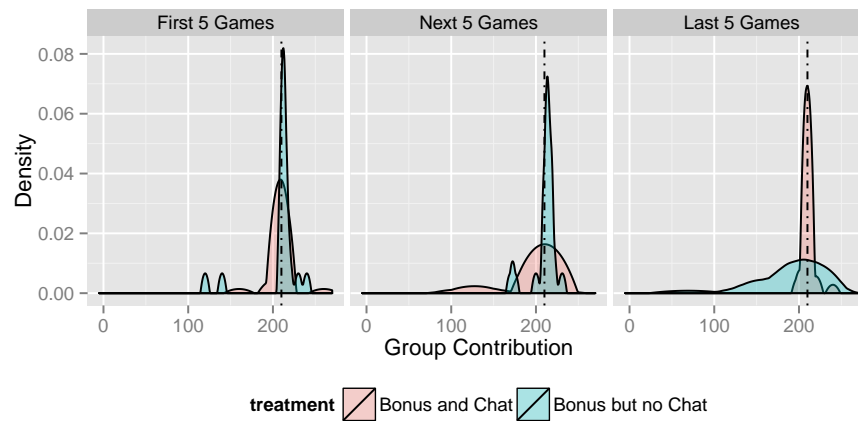 First 5 Games
Next 5 Games
Last 5 Games
0.08
0.06
0.04
0.02
0.00
Density
0 100 200
0 100 200
0 100 200
Group Contribution
treatment Bonus and Chat Bonus but no Chat